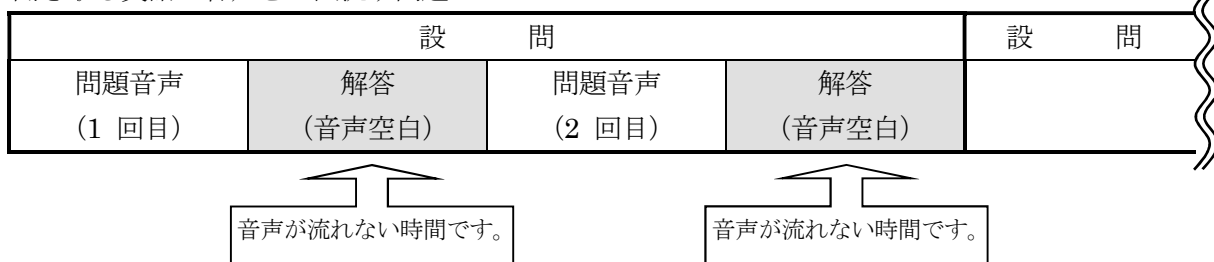 設　問　設　問
問題音声　解答　問題音声　解答
(1 回目)　(音声空白)　(2 回目)　(音声空白)
音声が流れない時間です。　音声が流れない時間です。